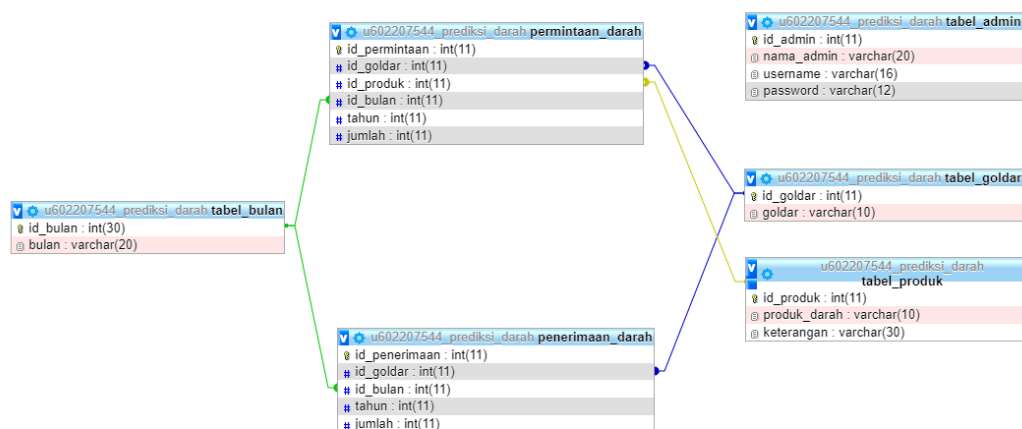 u602207544_prediksi_darah permintaan_darah
id_permintaan : int(11)
id_goldar : int(11)
id_produk : int(11)
id_bulan : int(11)
tahun : int(11)
jumlah : int(11)
u602207544_prediksi_darah tabel_admin
id_admin : int(11)
nama_admin : varchar(20)
username : varchar(16)
password : varchar(12)
u602207544_prediksi_darah tabel_bulan
id_bulan : int(30)
bulan : varchar(20)
u602207544_prediksi_darah tabel_goldar
id_goldar : int(11)
goldar : varchar(10)
u602207544_prediksi_darah
tabel_produk
id_produk : int(11)
produk_darah : varchar(10)
keterangan : varchar(30)
u602207544_prediksi_darah penerimaan_darah
id_penerimaan : int(11)
id_goldar : int(11)
id_bulan : int(11)
tahun : int(11)
jumlah : int(11)